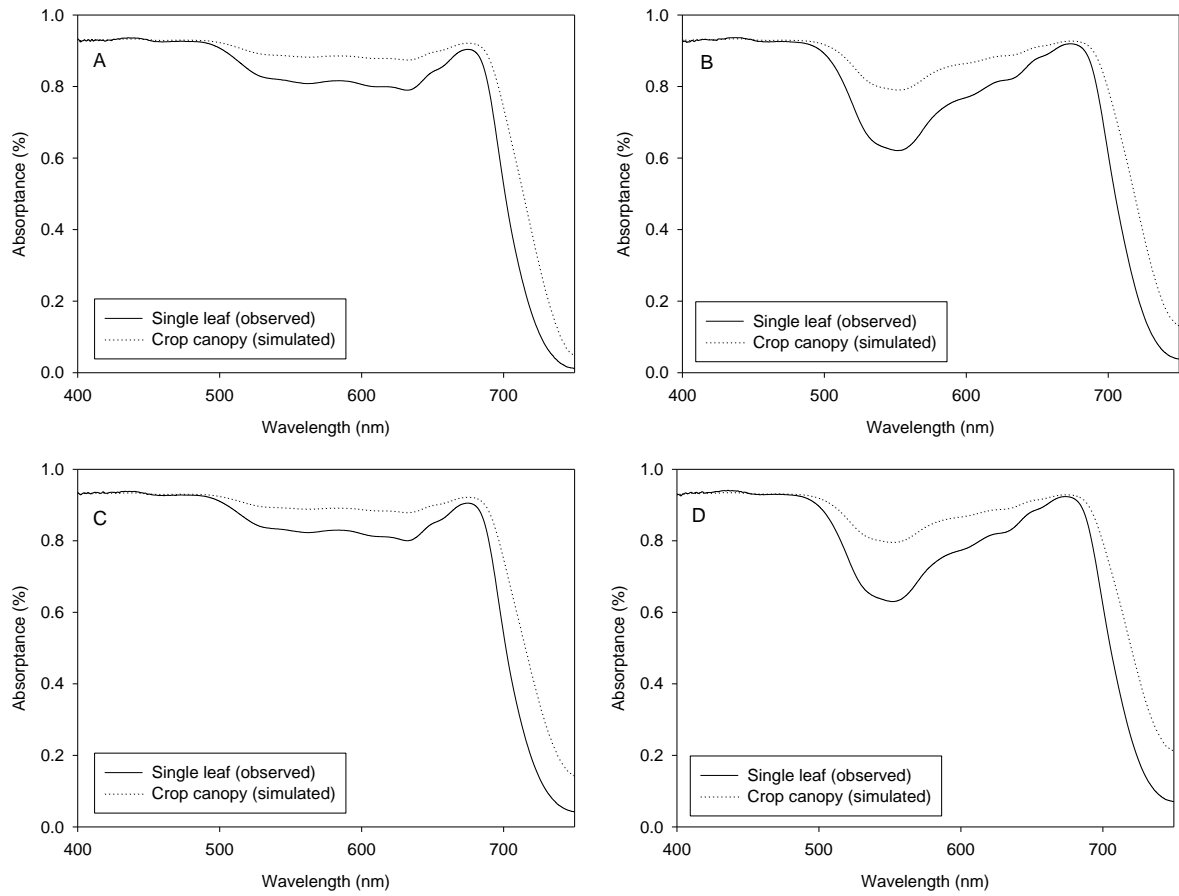 A
Absorptance (%)
1.0
0.8
0.6
0.4
0.2
0.0
Single leaf (observed)
Crop canopy (simulated)
400 500 600 700
Wavelength (nm)
B
Absorptance (%)
1.0
0.8
0.6
0.4
0.2
0.0
Single leaf (observed)
Crop canopy (simulated)
400 500 600 700
Wavelength (nm)
C
Absorptance (%)
1.0
0.8
0.6
0.4
0.2
0.0
Single leaf (observed)
Crop canopy (simulated)
400 500 600 700
Wavelength (nm)
D
Absorptance (%)
1.0
0.8
0.6
0.4
0.2
0.0
Single leaf (observed)
Crop canopy (simulated)
400 500 600 700
Wavelength (nm)